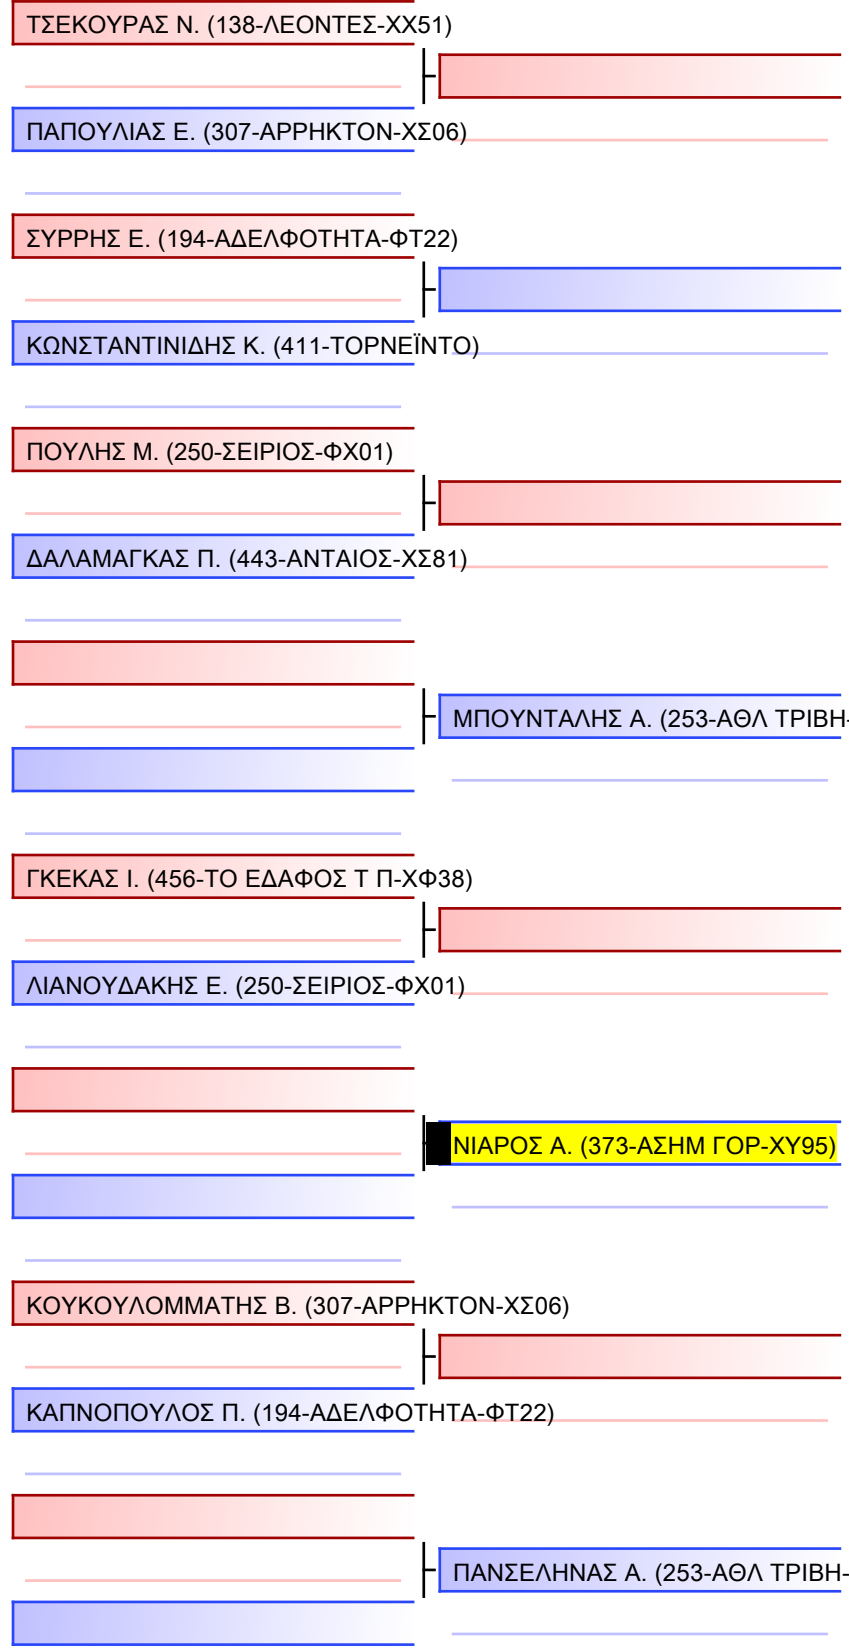 ΤΣΕΚΟΥΡΑΣ Ν. (138-ΛΕΟΝΤΕΣ-ΧΧ51)
ΠΑΠΟΥΛΙΑΣ Ε. (307-ΑΡΡΗΚΤΟΝ-ΧΣ06)
ΣΥΡΡΗΣ Ε. (194-ΑΔΕΛΦΟΤΗΤΑ-ΦΤ22)
ΚΩΝΣΤΑΝΤΙΝΙΔΗΣ Κ. (411-ΤΟΡΝΕΪΝΤΟ)
ΠΟΥΛΗΣ Μ. (250-ΣΕΙΡΙΟΣ-ΦΧ01)
ΔΑΛΑΜΑΓΚΑΣ Π. (443-ΑΝΤΑΙΟΣ-ΧΣ81)
ΜΠΟΥΝΤΑΛΗΣ Α. (253-ΑΘΛ ΤΡΙΒΗ-
ΓΚΕΚΑΣ Ι. (456-ΤΟ ΕΔΑΦΟΣ Τ Π-ΧΦ38)
ΛΙΑΝΟΥΔΑΚΗΣ Ε. (250-ΣΕΙΡΙΟΣ-ΦΧ01)
ΝΙΑΡΟΣ Α. (373-ΑΣΗΜ ΓΟΡ-ΧΥ95)
ΚΟΥΚΟΥΛΟΜΜΑΤΗΣ Β. (307-ΑΡΡΗΚΤΟΝ-ΧΣ06)
ΚΑΠΝΟΠΟΥΛΟΣ Π. (194-ΑΔΕΛΦΟΤΗΤΑ-ΦΤ22)
ΠΑΝΣΕΛΗΝΑΣ Α. (253-ΑΘΛ ΤΡΙΒΗ-